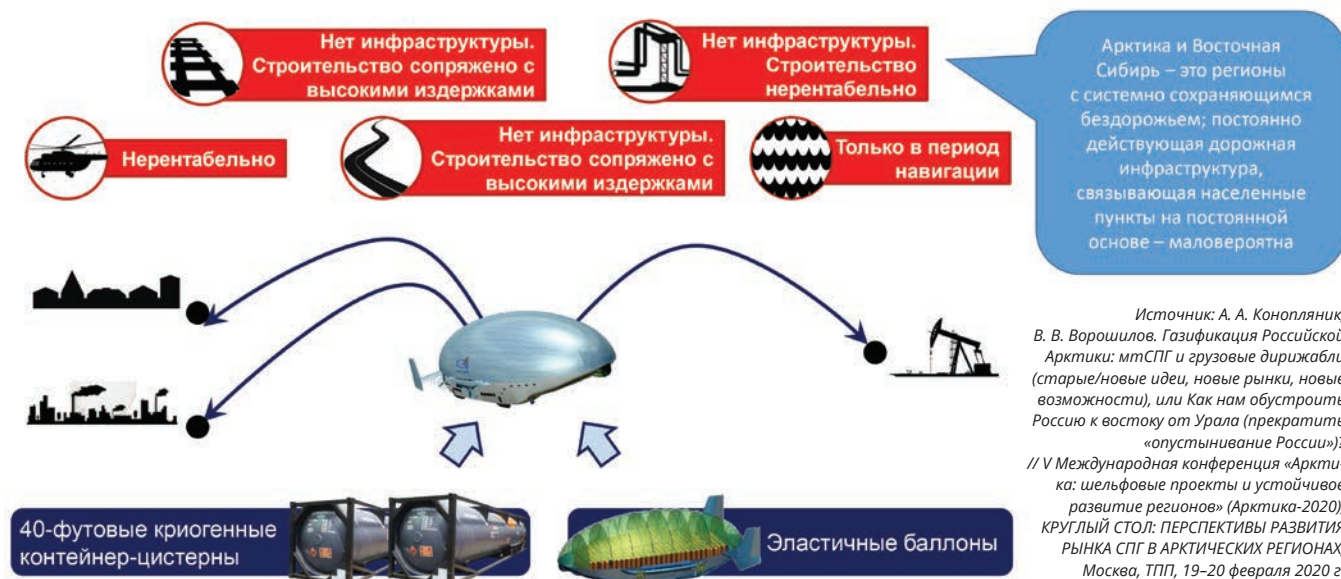 Нет инфраструктуры.
Строительство сопряжено с
высокими издержками
Нет инфраструктуры.
Строительство
нерентабельно
Арктика и Восточная
Сибирь – это регионы
с системно сохраняющимся
бездорожьем; постоянно
действующая дорожная
инфраструктура,
связывающая населенные
пункты на постоянной
основе – маловероятна
Нерентабельно
Нет инфраструктуры.
Строительство сопряжено с
высокими издержками
Только в период
навигации
Источник: А. А. Конопляник,
В. В. Ворошилов. Газификация Российской
Арктики: мтСПГ и грузовые дирижабли
(старые/новые идеи, новые рынки, новые
возможности), или Как нам обустроить
Россию к востоку от Урала (прекратить
«опустынивание России»)?
// V Международная конференция «Аркти-
ка: шельфовые проекты и устойчивое
развитие регионов» (Арктика-2020),
КРУГЛЫЙ СТОЛ: ПЕРСПЕКТИВЫ РАЗВИТИЯ
РЫНКА СПГ В АРКТИЧЕСКИХ РЕГИОНАХ,
Москва, ТПП, 19–20 февраля 2020 г
40-футовые криогенные
контейнер-цистерны
Эластичные баллоны